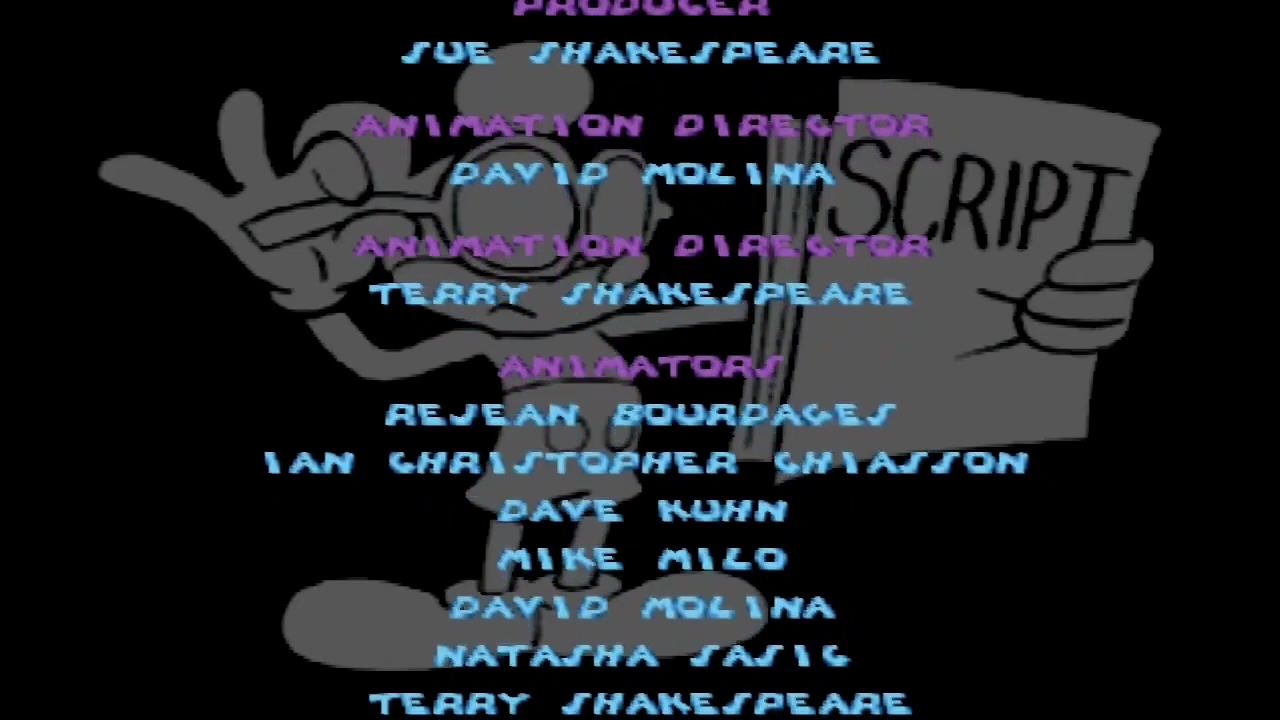 PRODUCER
SUE SHAKESPEARE
ANIMATION DIRECTOR
DAVID MOLINA
SCRIPT
ANIMATION DIRECTOR
TERRY SHAKESPEARE
ANIMATORS
REJEAN BOURDAGES
IAN CHRISTOPHER CHIASSON
DAVE KUHN
MIKE MILO
DAVID MOLINA
NATASHA SASIC
TERRY SHAKESPEARE